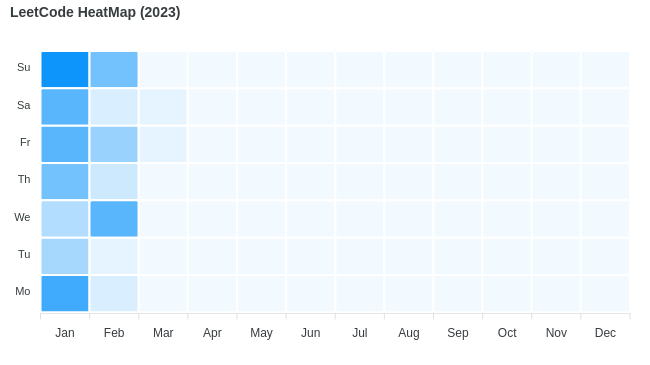 LeetCode HeatMap (2023)
Su
Sa
Fr
Th
We
Tu
Mo
Jan Feb Mar Apr May Jun Jul Aug Sep Oct Nov Dec